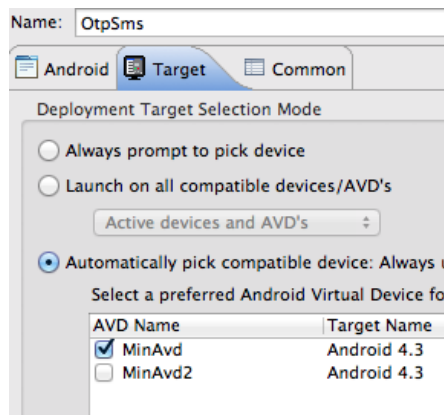 Name: OtpSms
Android Target Common
Deployment Target Selection Mode
Always prompt to pick device
Launch on all compatible devices/AVD's
Active devices and AVD's
Automatically pick compatible device: Always
Select a preferred Android Virtual Device
AVD Name Target Name
MinAvd Android 4.3
MinAvd2 Android 4.3